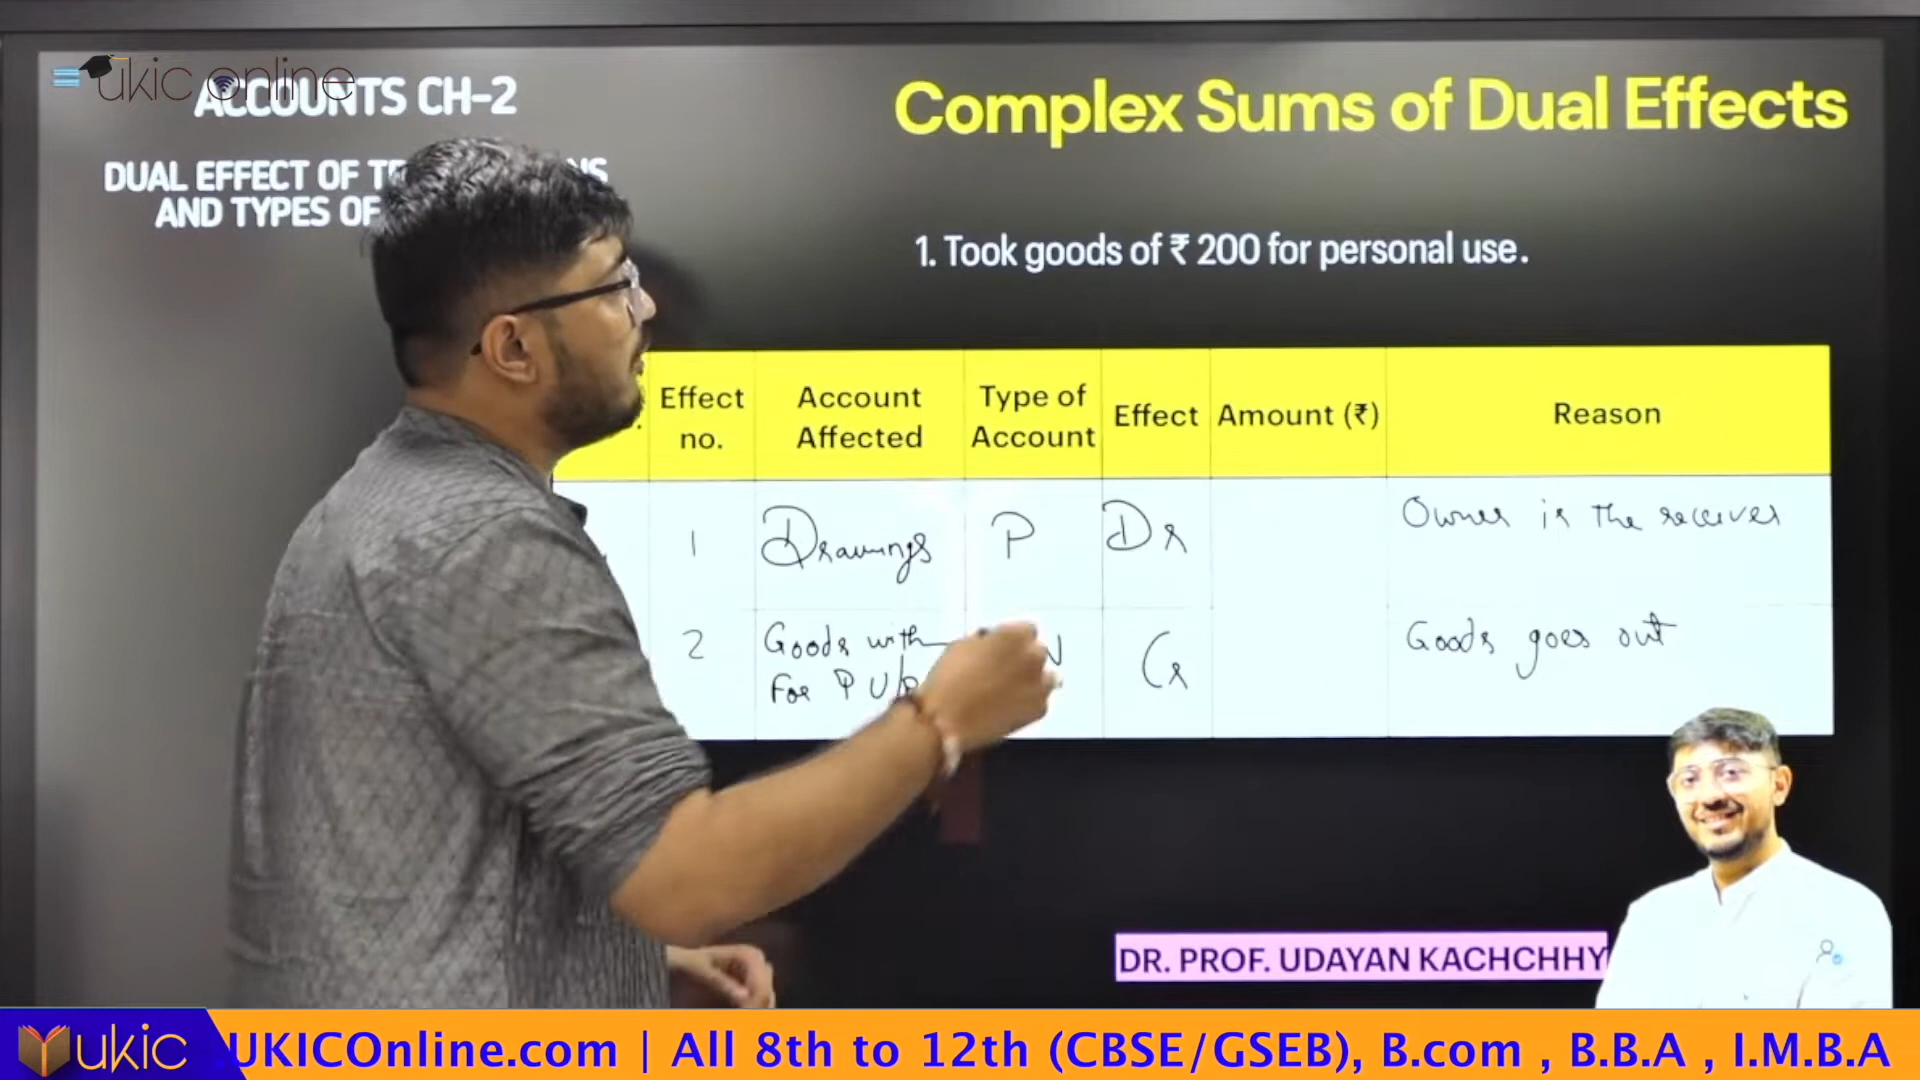 ukic online
ACCOUNTS CH-2
DUAL EFFECT OF
AND TYPES OF
Complex Sums of Dual Effects
1. Took goods of ₹ 200 for personal use.
Effect no.
Account Affected
Type of Account
Effect
Amount (₹)
Reason
1
Drawings
P
Dr
Owner is the receiver
2
Goods with
For P U/P
Cr
Goods goes out
DR. PROF. UDAYAN KACHCHHY
ukic
UKICOnline.com | All 8th to 12th (CBSE/GSEB), B.com , B.B.A , I.M.B.A